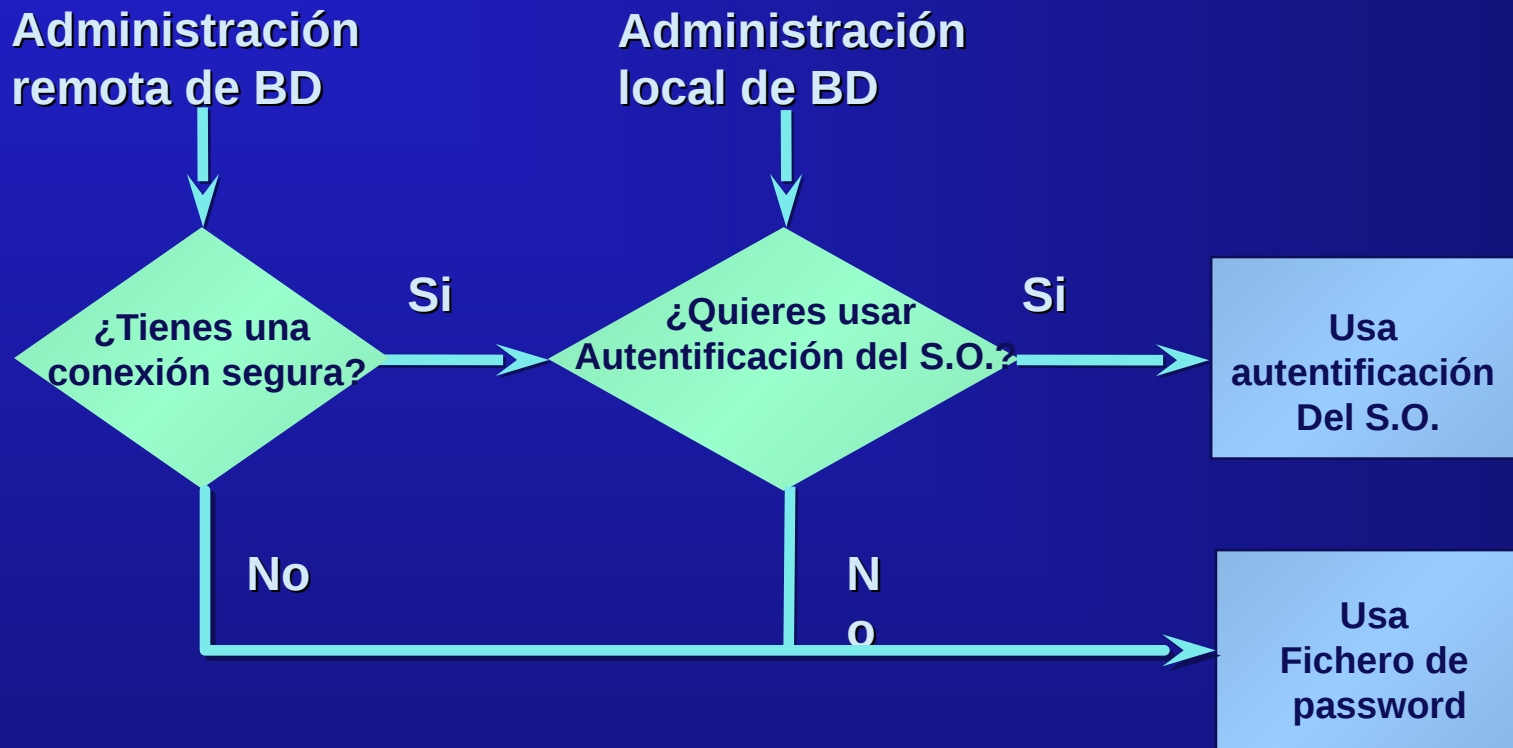 Administración
remota de BD
Administración
local de BD
¿Tienes una
conexión segura?
Si
¿Quieres usar
Autentificación del S.O.?
Si
Usa
autentificación
Del S.O.
No
N
o
Usa
Fichero de
password